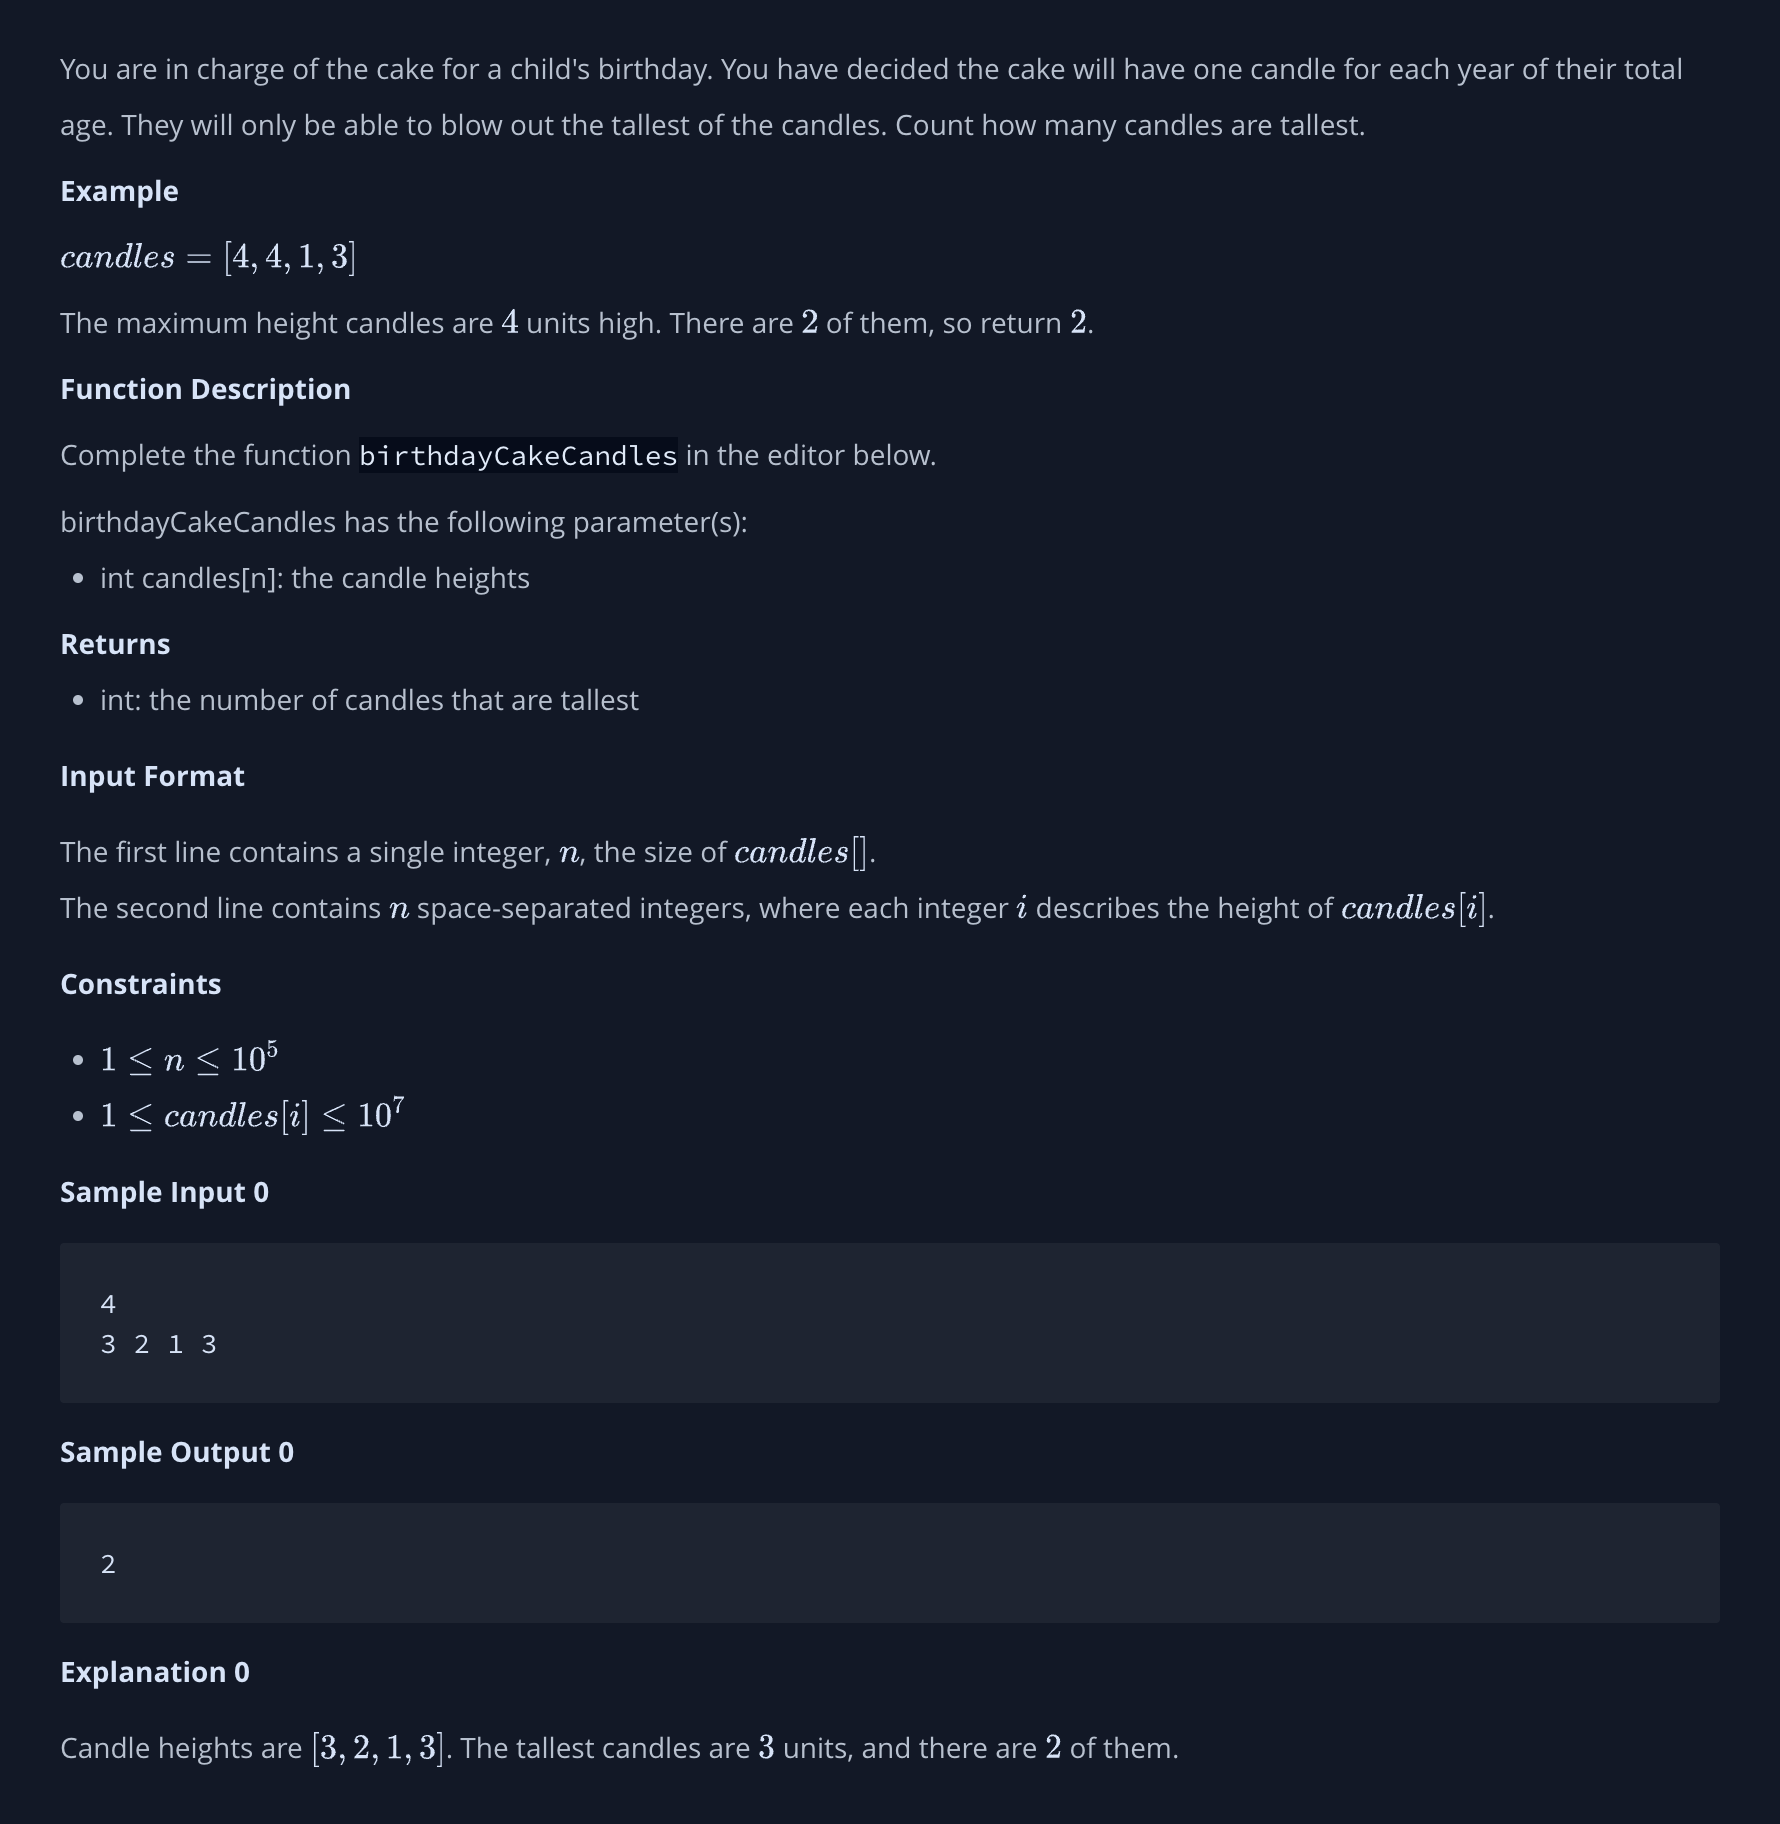 You are in charge of the cake for a child's birthday. You have decided the cake will have one candle for each year of their total
age. They will only be able to blow out the tallest of the candles. Count how many candles are tallest.
Example
candles = [4, 4, 1, 3]
The maximum height candles are 4 units high. There are 2 of them, so return 2.
Function Description
Complete the function birthdayCakeCandles in the editor below.
birthdayCakeCandles has the following parameter(s):
• int candles[n]: the candle heights
Returns
• int: the number of candles that are tallest
Input Format
The first line contains a single integer, n, the size of candles[].
The second line contains n space-separated integers, where each integer i describes the height of candles[i].
Constraints
• 1 ≤ n ≤ 10⁵
• 1 ≤ candles[i] ≤ 10⁷
Sample Input 0
4
3 2 1 3
Sample Output 0
2
Explanation 0
Candle heights are [3, 2, 1, 3]. The tallest candles are 3 units, and there are 2 of them.